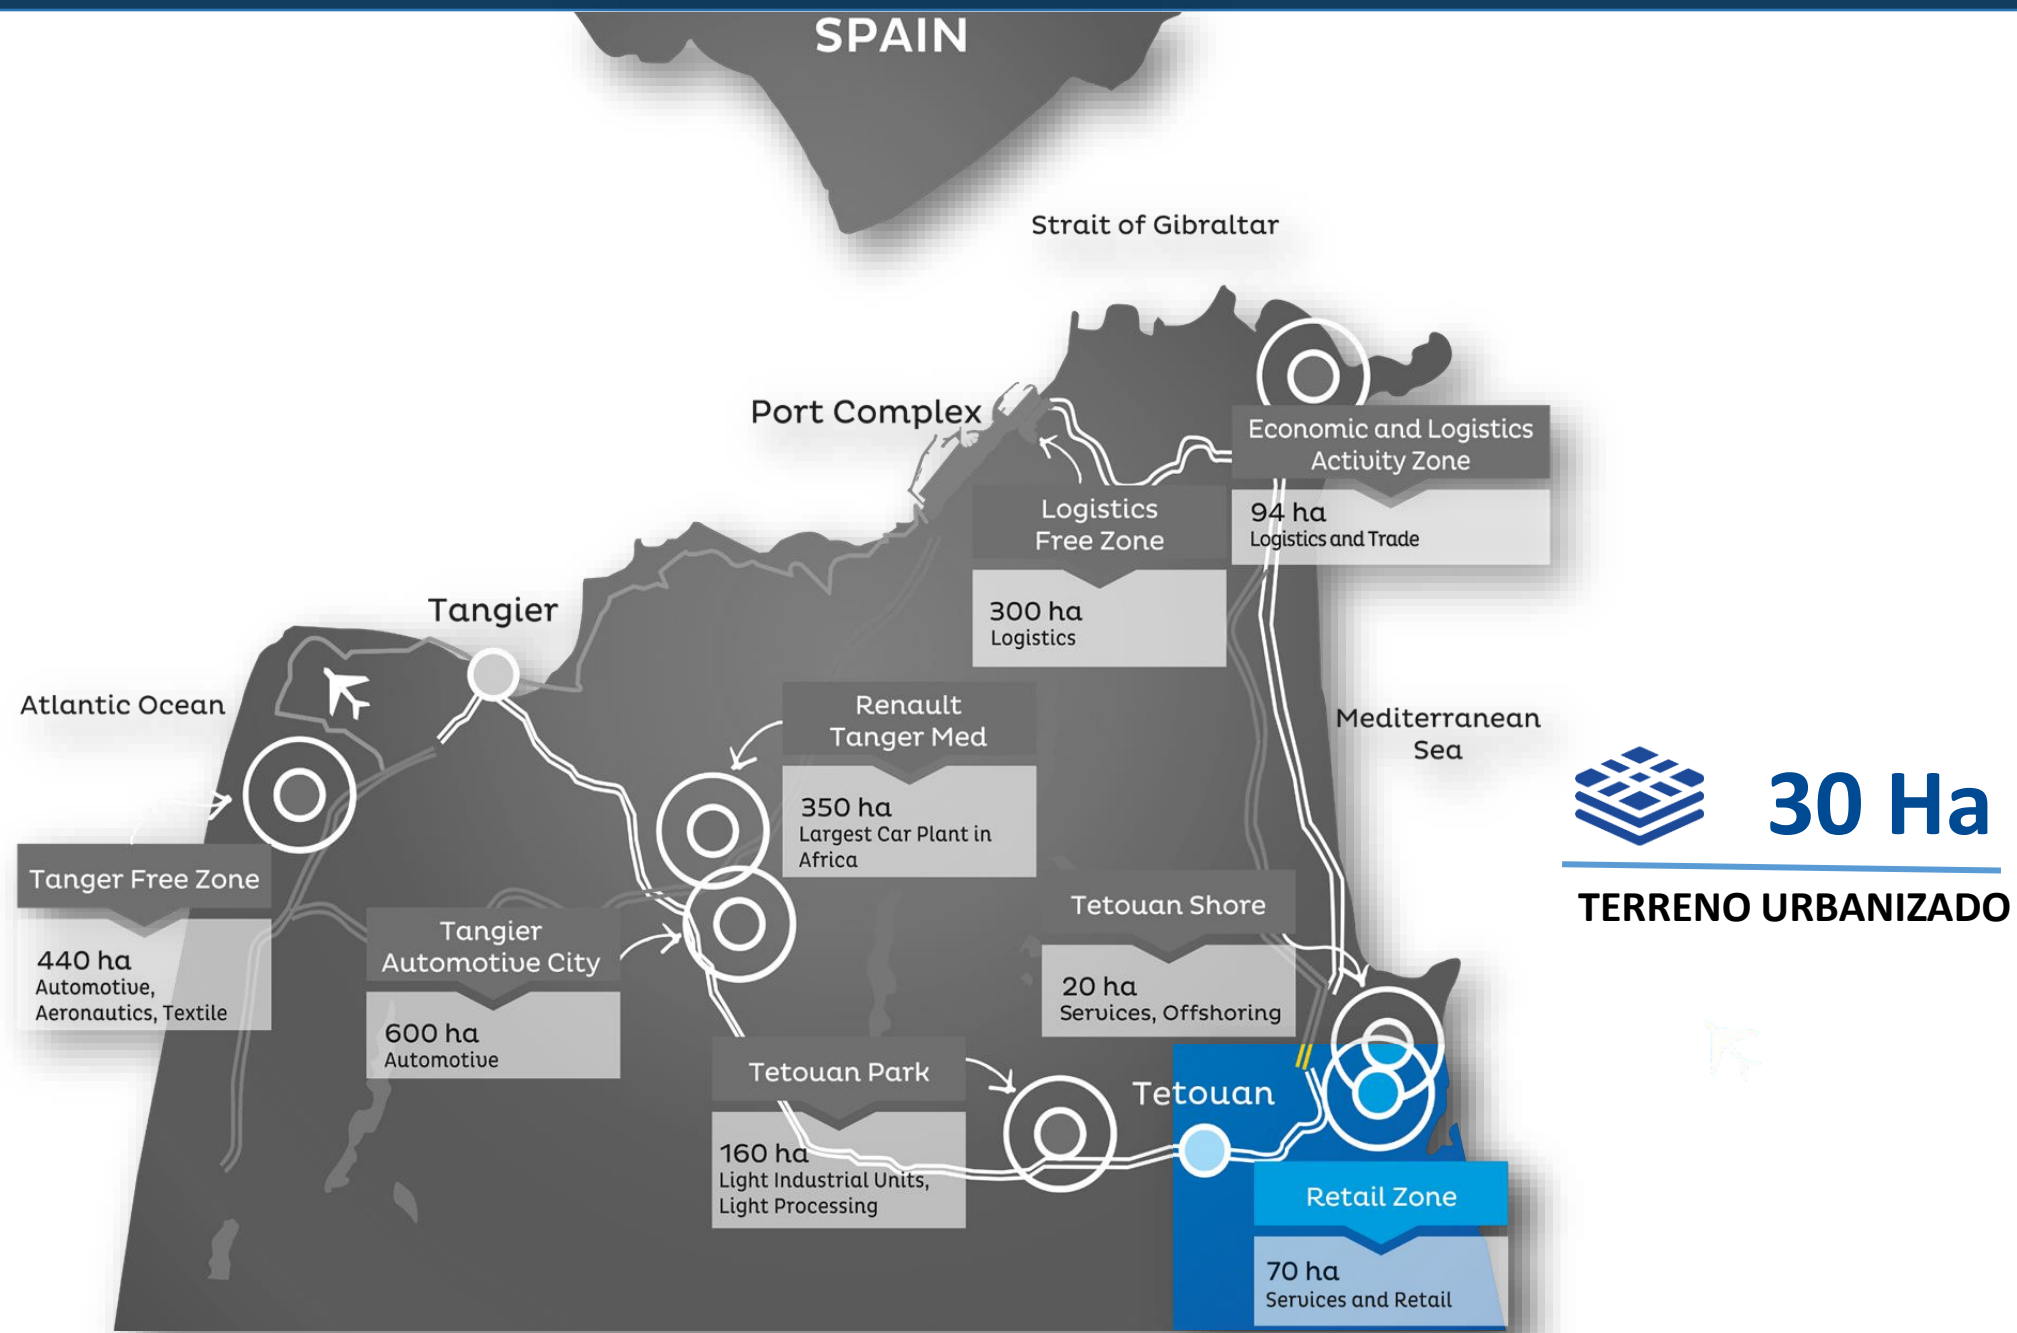 SPAIN
Strait of Gibraltar
Port Complex
Economic and Logistics
Activity Zone
94 ha
Logistics and Trade
Logistics
Free Zone
300 ha
Logistics
Tangier
Atlantic Ocean
Renault
Tanger Med
350 ha
Largest Car Plant in
Africa
Mediterranean
Sea
30 Ha
TERRENO URBANIZADO
Tanger Free Zone
440 ha
Automotive,
Aeronautics, Textile
Tangier
Automotive City
600 ha
Automotive
Tetouan Shore
20 ha
Services, Offshoring
Tetouan Park
160 ha
Light Industrial Units,
Light Processing
Tetouan
Retail Zone
70 ha
Services and Retail